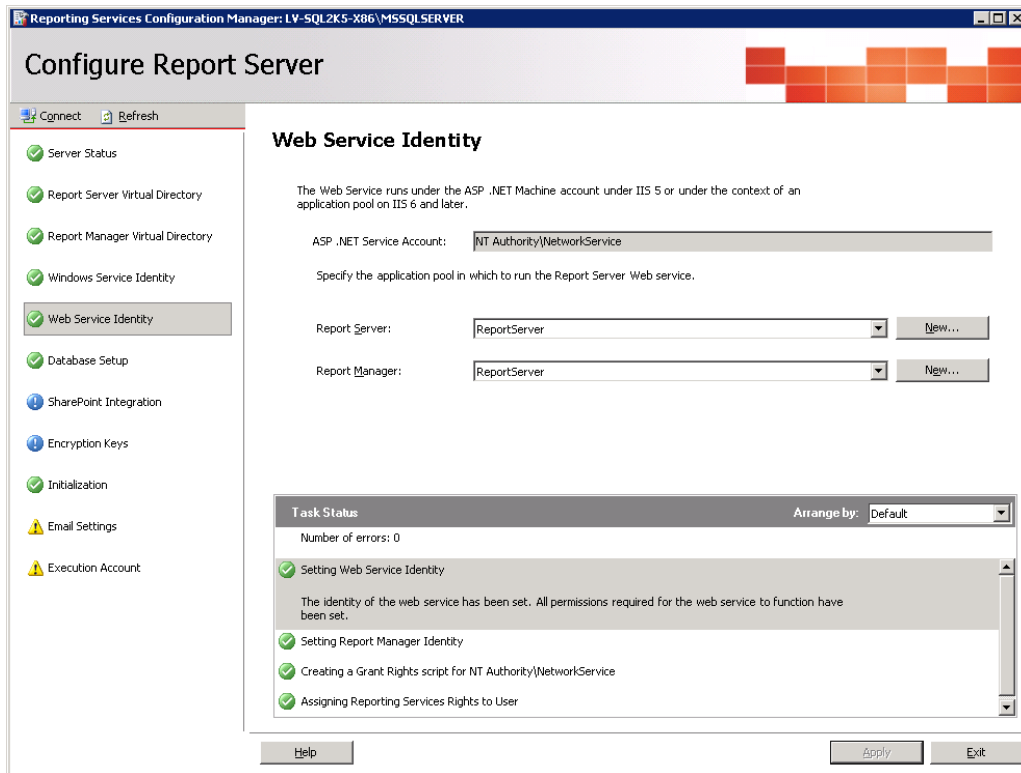 Reporting Services Configuration Manager: LV-SQL2K5-X86\MSSQLSERVER
Configure Report Server
Connect Refresh
Server Status
Report Server Virtual Directory
Report Manager Virtual Directory
Windows Service Identity
Web Service Identity
Database Setup
SharePoint Integration
Encryption Keys
Initialization
Email Settings
Execution Account
Web Service Identity
The Web Service runs under the ASP .NET Machine account under IIS 5 or under the context of an
application pool on IIS 6 and later.
ASP .NET Service Account: NT Authority\NetworkService
Specify the application pool in which to run the Report Server Web service.
Report Server: ReportServer New...
Report Manager: ReportServer New...
Task Status Arrange by: Default
Number of errors: 0
Setting Web Service Identity
The identity of the web service has been set. All permissions required for the web service to function have
been set.
Setting Report Manager Identity
Creating a Grant Rights script for NT Authority\NetworkService
Assigning Reporting Services Rights to User
Help Apply Exit